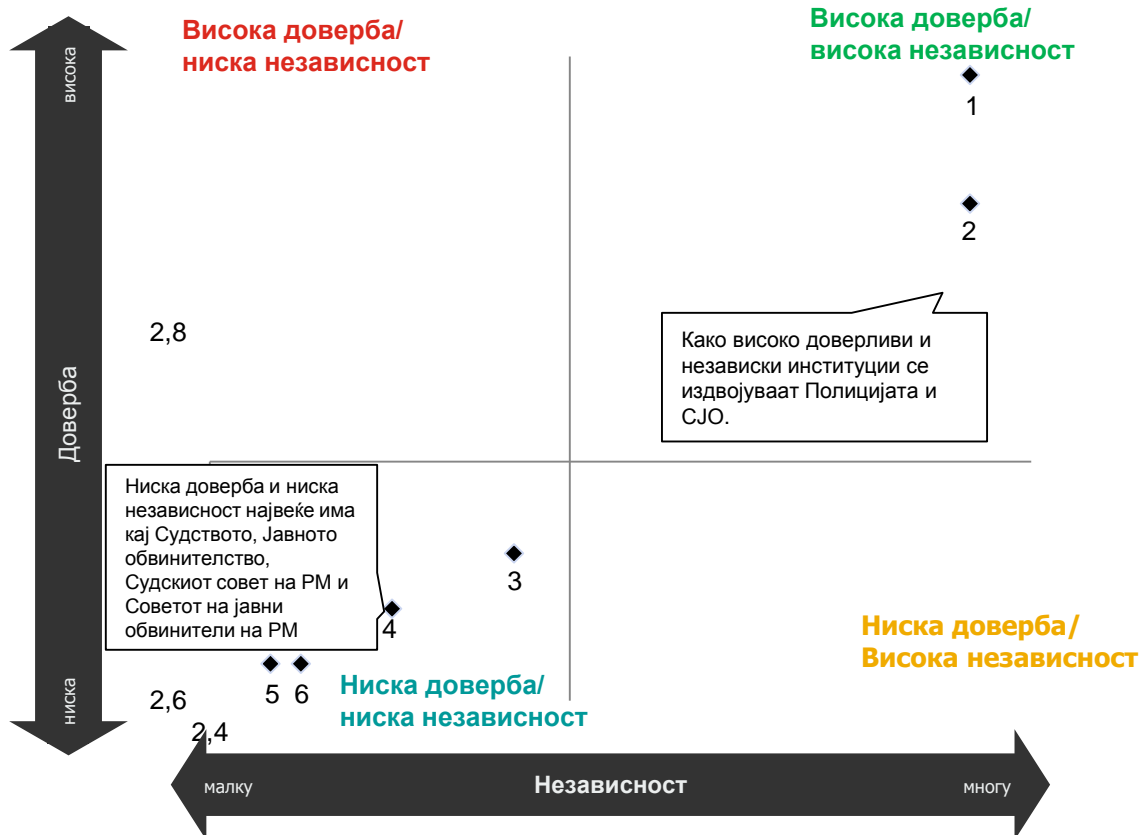 Висока доверба/
ниска независност
Висока доверба/
висока независност
висока
1
2
2,8
Како високо доверливи и
независки институции се
издвојуваат Полицијата и
СЈО.
Доверба
Ниска доверба и ниска
независност највеќе има
кај Судството, Јавното
обвинителство,
Судскиот совет на РМ и
Советот на јавни
обвинители на РМ
3
4
Ниска доверба/
Висока независност
5
6
Ниска доверба/
ниска независност
ниска
2,6
2,4
малку
Независност
многу